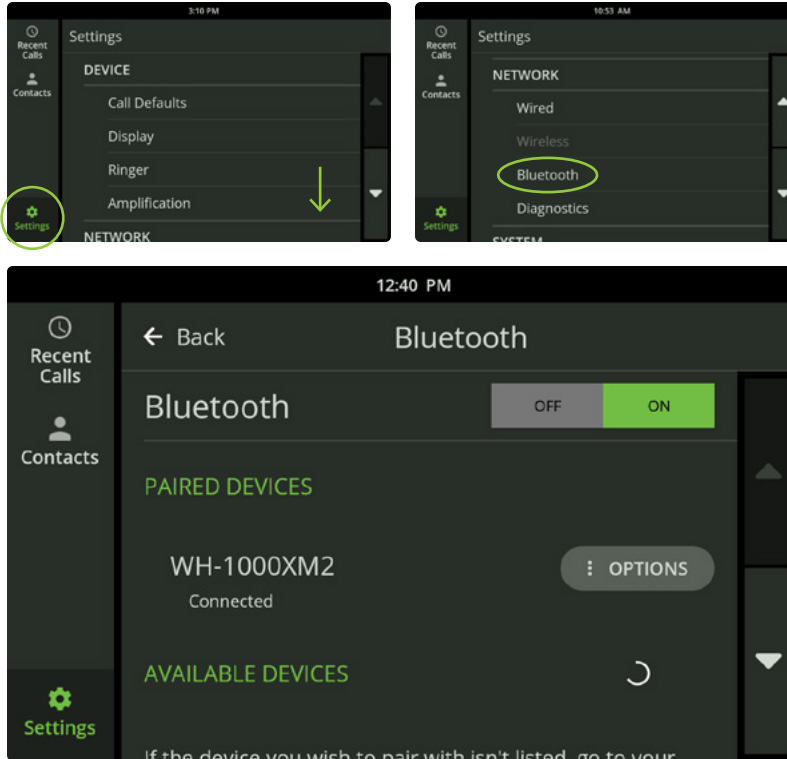 3:10 PM
Recent
Calls
Contacts
Settings
Settings
DEVICE
Call Defaults
Display
Ringer
Amplification
NETWORK
10:53 AM
Recent
Calls
Contacts
Settings
Settings
NETWORK
Wired
Wireless
Bluetooth
Diagnostics
SYSTEM
12:40 PM
Recent
Calls
Contacts
Settings
Back
Bluetooth
Bluetooth
OFF
ON
PAIRED DEVICES
WH-1000XM2
OPTIONS
Connected
AVAILABLE DEVICES
If the device you wish to pair with isn't listed, go to your